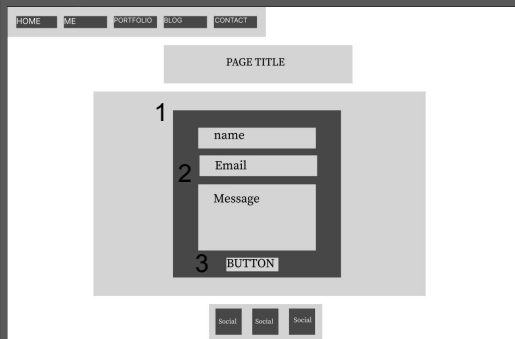 HOME ME PORTFOLIO BLOG CONTACT
PAGE TITLE
1
name
2 Email
Message
3 BUTTON
Social Social Social